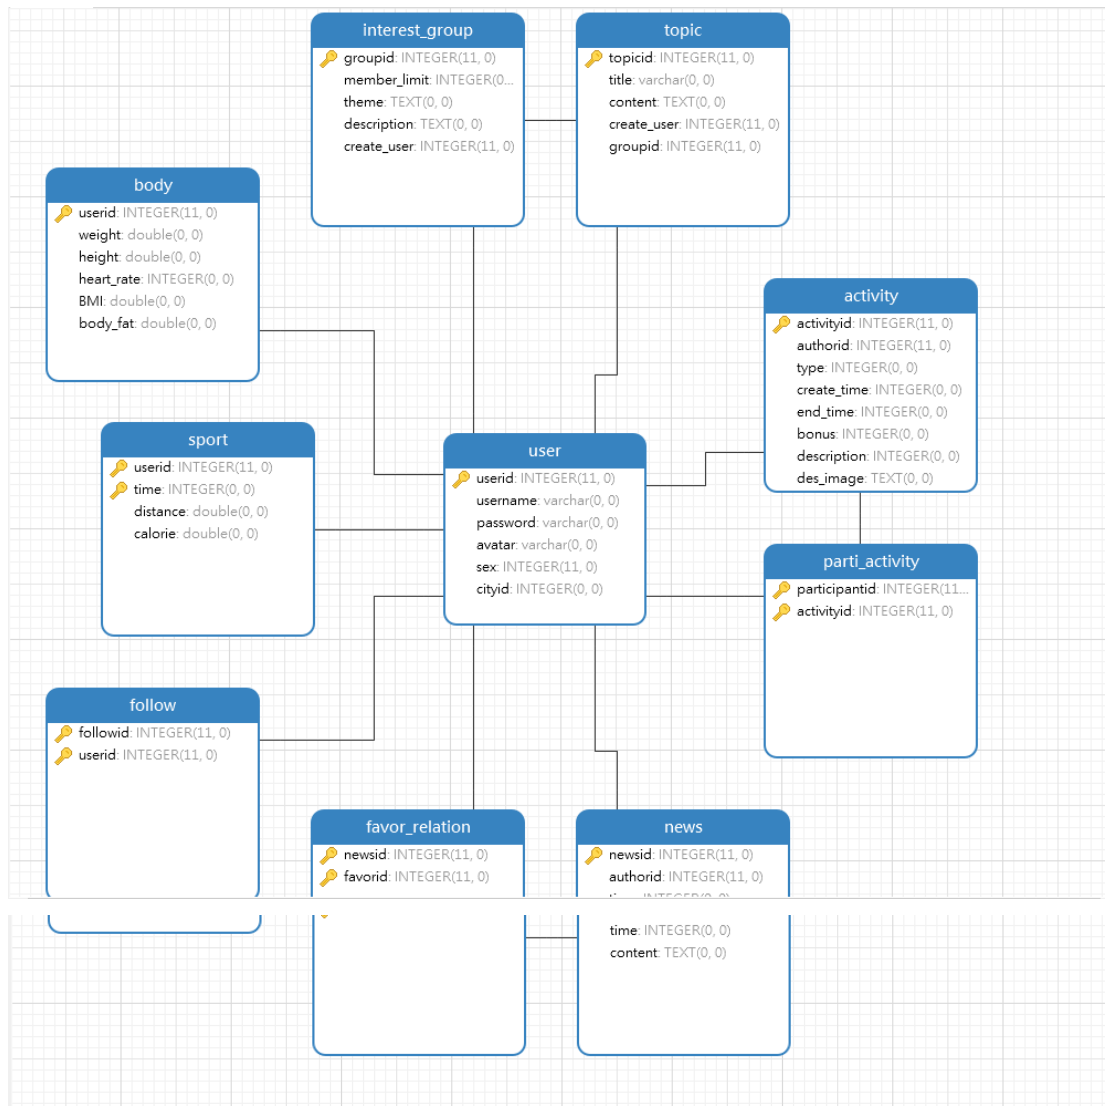 interest_group
groupid: INTEGER(11, 0)
member_limit: INTEGER(0...
theme: TEXT(0, 0)
description: TEXT(0, 0)
create_user: INTEGER(11, 0)
topic
topicid: INTEGER(11, 0)
title: varchar(0, 0)
content: TEXT(0, 0)
create_user: INTEGER(11, 0)
groupid: INTEGER(11, 0)
body
userid: INTEGER(11, 0)
weight: double(0, 0)
height: double(0, 0)
heart_rate: INTEGER(0, 0)
BMI: double(0, 0)
body_fat: double(0, 0)
activity
activityid: INTEGER(11, 0)
authorid: INTEGER(11, 0)
type: INTEGER(0, 0)
create_time: INTEGER(0, 0)
end_time: INTEGER(0, 0)
bonus: INTEGER(0, 0)
description: INTEGER(0, 0)
des_image: TEXT(0, 0)
sport
userid: INTEGER(11, 0)
time: INTEGER(0, 0)
distance: double(0, 0)
calorie: double(0, 0)
user
userid: INTEGER(11, 0)
username: varchar(0, 0)
password: varchar(0, 0)
avatar: varchar(0, 0)
sex: INTEGER(11, 0)
cityid: INTEGER(0, 0)
parti_activity
participantid: INTEGER(11...
activityid: INTEGER(11, 0)
follow
followid: INTEGER(11, 0)
userid: INTEGER(11, 0)
favor_relation
newsid: INTEGER(11, 0)
favorid: INTEGER(11, 0)
news
newsid: INTEGER(11, 0)
authorid: INTEGER(11, 0)
time: INTEGER(0, 0)
content: TEXT(0, 0)